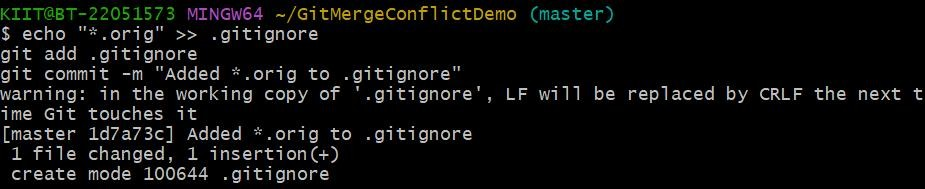 KIIT@BT-22051573 MINGW64 ~/GitMergeConflictDemo (master)
$ echo "*.orig" >> .gitignore
git add .gitignore
git commit -m "Added *.orig to .gitignore"
warning: in the working copy of '.gitignore', LF will be replaced by CRLF the next t
ime Git touches it
[master 1d7a73c] Added *.orig to .gitignore
 1 file changed, 1 insertion(+)
 create mode 100644 .gitignore